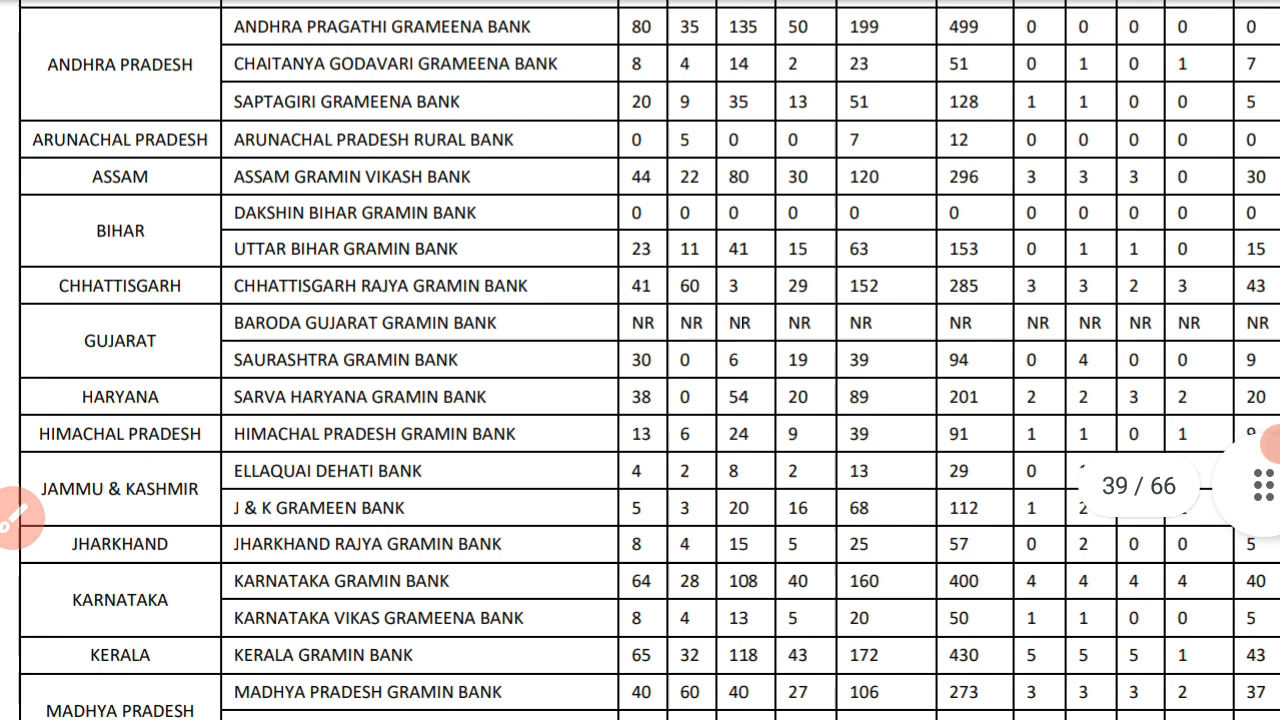 ANDHRA PRADESH
ANDHRA PRAGATHI GRAMEENA BANK 80 35 135 50 199 499 0 0 0 0 0
CHAITANYA GODAVARI GRAMEENA BANK 8 4 14 2 23 51 0 1 0 1 7
SAPTAGIRI GRAMEENA BANK 20 9 35 13 51 128 1 1 0 0 5
ARUNACHAL PRADESH ARUNACHAL PRADESH RURAL BANK 0 5 0 0 7 12 0 0 0 0 0
ASSAM ASSAM GRAMIN VIKASH BANK 44 22 80 30 120 296 3 3 3 0 30
BIHAR
DAKSHIN BIHAR GRAMIN BANK 0 0 0 0 0 0 0 0 0 0 0
UTTAR BIHAR GRAMIN BANK 23 11 41 15 63 153 0 1 1 0 15
CHHATTISGARH CHHATTISGARH RAJYA GRAMIN BANK 41 60 3 29 152 285 3 3 2 3 43
GUJARAT
BARODA GUJARAT GRAMIN BANK NR NR NR NR NR NR NR NR NR NR NR
SAURASHTRA GRAMIN BANK 30 0 6 19 39 94 0 4 0 0 9
HARYANA SARVA HARYANA GRAMIN BANK 38 0 54 20 89 201 2 2 3 2 20
HIMACHAL PRADESH HIMACHAL PRADESH GRAMIN BANK 13 6 24 9 39 91 1 1 0 1
JAMMU & KASHMIR
ELLAQUAI DEHATI BANK 4 2 8 2 13 29 0
39 / 66
J & K GRAMEEN BANK 5 3 20 16 68 112 1 2
JHARKHAND JHARKHAND RAJYA GRAMIN BANK 8 4 15 5 25 57 0 2 0 0 5
KARNATAKA
KARNATAKA GRAMIN BANK 64 28 108 40 160 400 4 4 4 4 40
KARNATAKA VIKAS GRAMEENA BANK 8 4 13 5 20 50 1 1 0 0 5
KERALA KERALA GRAMIN BANK 65 32 118 43 172 430 5 5 5 1 43
MADHYA PRADESH
MADHYA PRADESH GRAMIN BANK 40 60 40 27 106 273 3 3 3 2 37